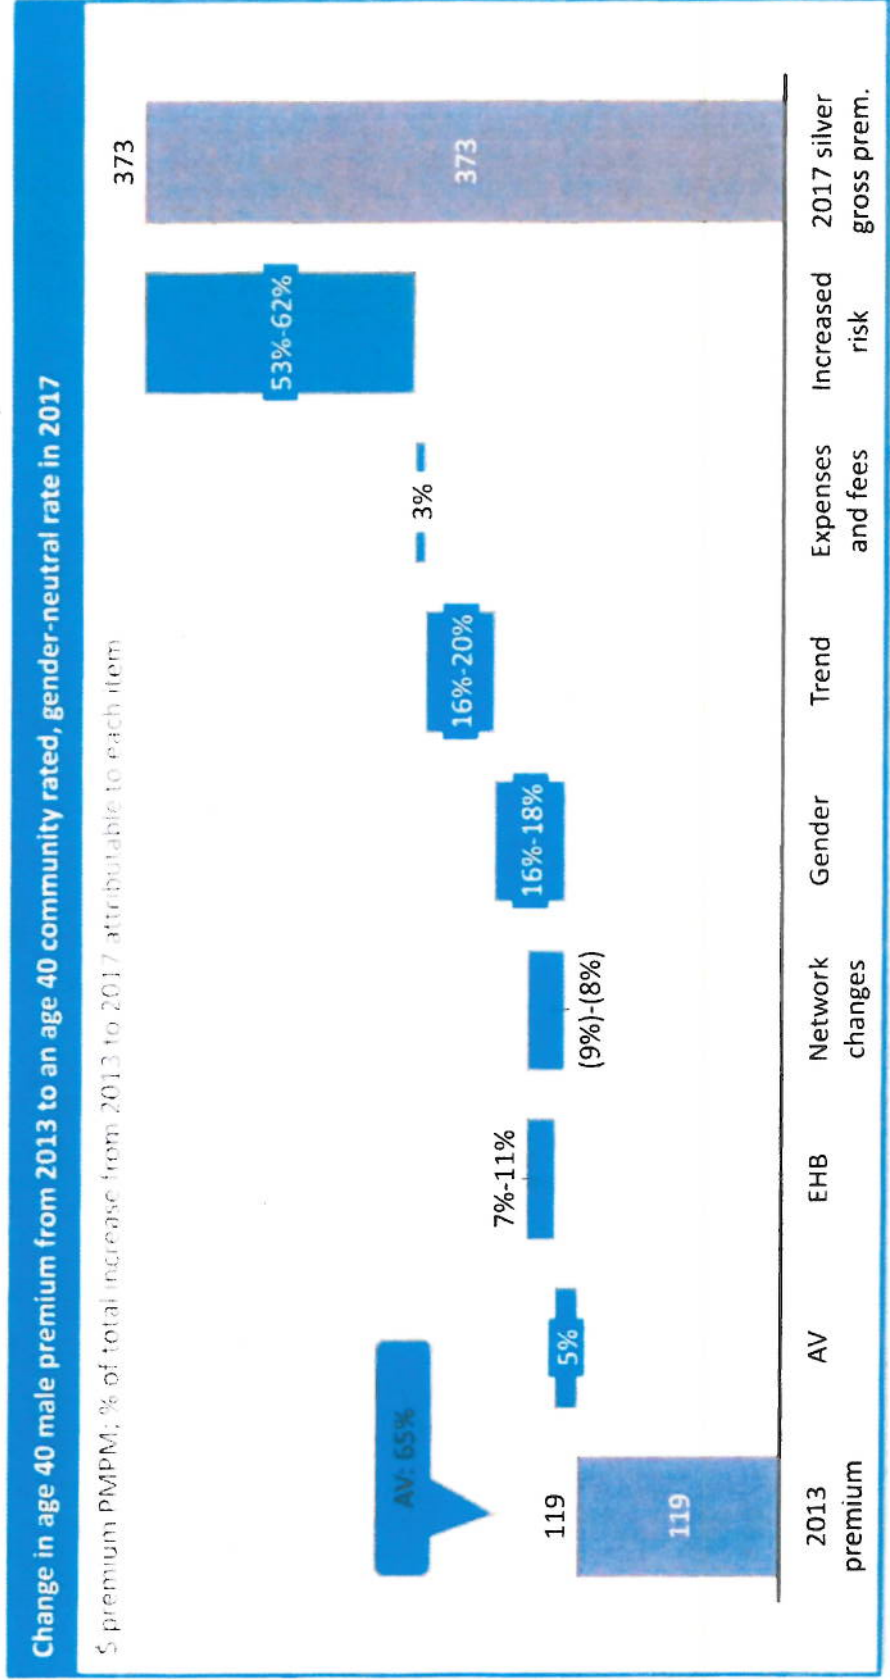 Change in age 40 male premium from 2013 to an age 40 community rated, gender-neutral rate in 2017
$ premium PMPM; % of total increase from 2013 to 2017 attributable to each item
AV: 65%
119
119
5%
7%-11%
(9%)-(8%)
16%-18%
16%-20%
3%
53%-62%
373
373
2013
premium
AV
EHB
Network
changes
Gender
Trend
Expenses
and fees
Increased
risk
2017 silver
gross prem.